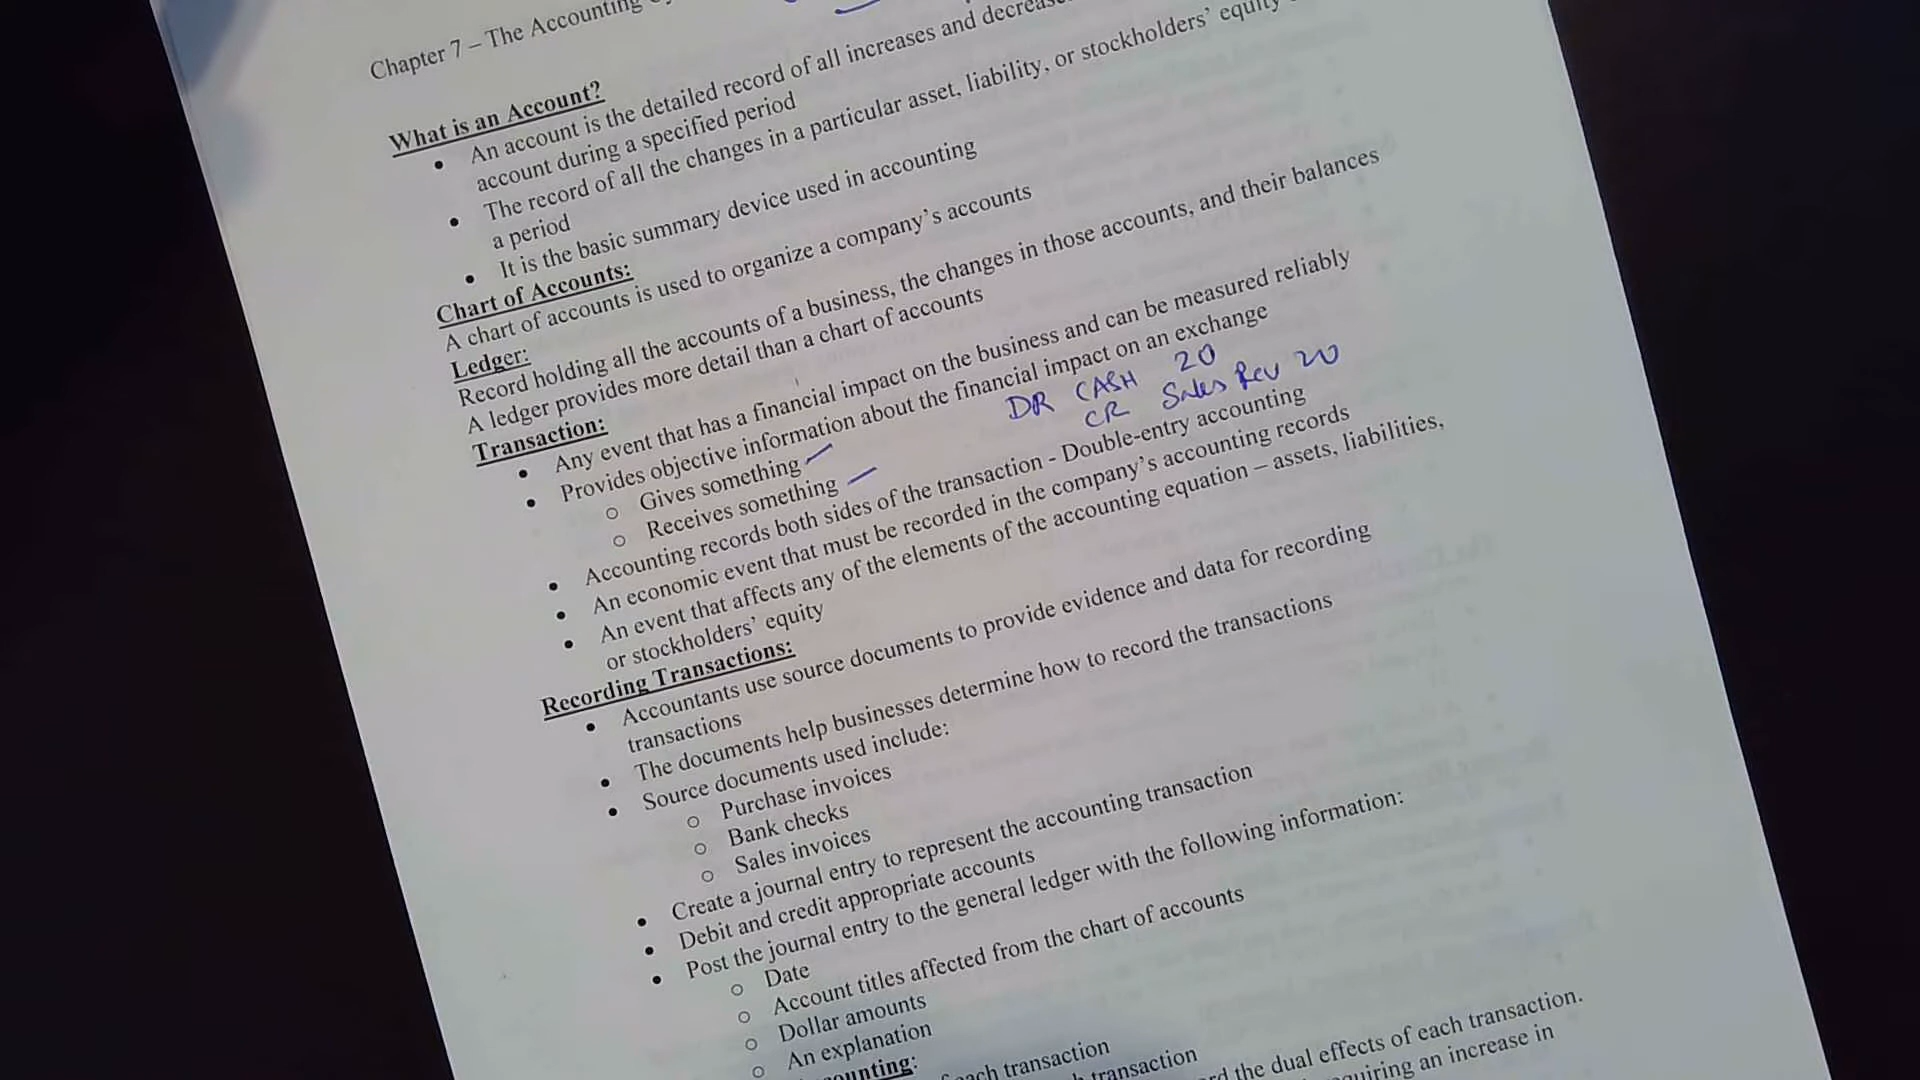 Chapter 7 – The Accounting
What is an Account?
• An account is the detailed record of all increases and
account during a specified period
• The record of all the changes in a particular asset, liability, or stockholders’ equity
a period
• It is the basic summary device used in accounting
Chart of Accounts:
A chart of accounts is used to organize a company’s accounts
Ledger:
Record holding all the accounts of a business, the changes in those accounts, and their balances
A ledger provides more detail than a chart of accounts
Transaction:
• Any event that has a financial impact on the business and can be measured reliably
• Provides objective information about the financial impact on an exchange
○ Gives something
○ Receives something
DR CASH 20
CR Sales Rev 20
• Accounting records both sides of the transaction - Double-entry accounting
• An economic event that must be recorded in the company’s accounting records
• An event that affects any of the elements of the accounting equation – assets, liabilities,
or stockholders’ equity
Recording Transactions:
• Accountants use source documents to provide evidence and data for recording
transactions
• The documents help businesses determine how to record the transactions
• Source documents used include:
○ Purchase invoices
○ Bank checks
○ Sales invoices
• Create a journal entry to represent the accounting transaction
• Debit and credit appropriate accounts
• Post the journal entry to the general ledger with the following information:
○ Date
○ Account titles affected from the chart of accounts
○ Dollar amounts
○ An explanation
each transaction
transaction
the dual effects of each transaction.
an increase in